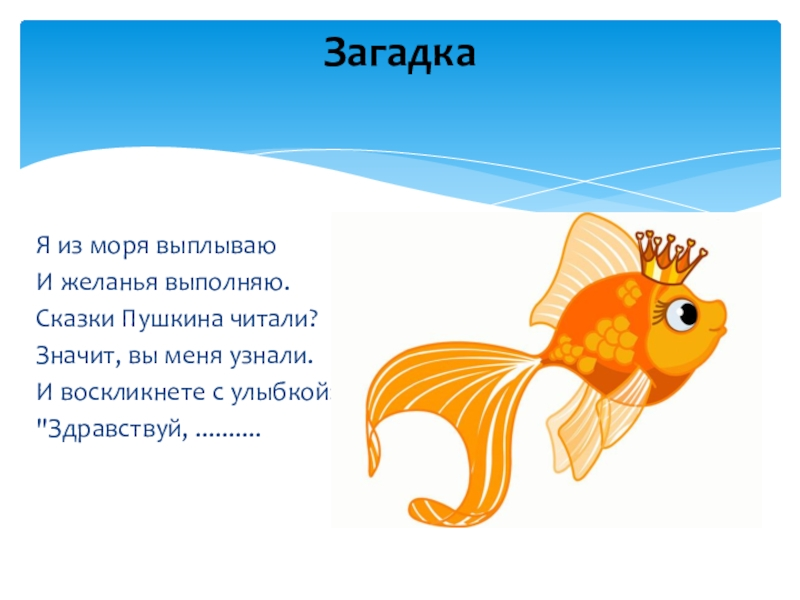 Загадка
Я из моря выплываю
И желанья выполняю.
Сказки Пушкина читали?
Значит, вы меня узнали.
И воскликнете с улыбкой:
"Здравствуй, ..........